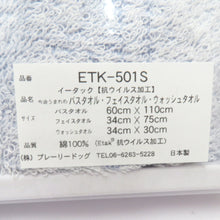 品番 ETK-501S
イータック【抗ウイルス加工】
品名 今治うまれの バスタオル・フェイスタオル・ウォッシュタオル
サイズ バスタオル 60cm × 110cm
フェイスタオル 34cm × 75cm
ウォッシュタオル 34cm × 30cm
綿100% (Etak® 抗ウイルス加工)
(株) プレーリードッグ TEL06-6263-5228 日本製